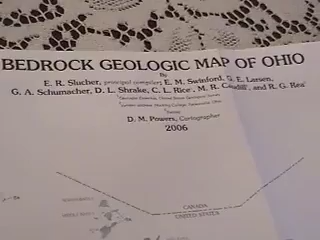 BEDROCK GEOLOGIC MAP OF OHIO
By
E. R. Slucher, principal compiler; E. M. Swinford, G. E. Larsen,
G. A. Schumacher, D. L. Shrake, C. L. Rice, M. R. Caudill, and R. G. Rea
D. M. Powers, Cartographer
2006
CANADA
UNITED STATES